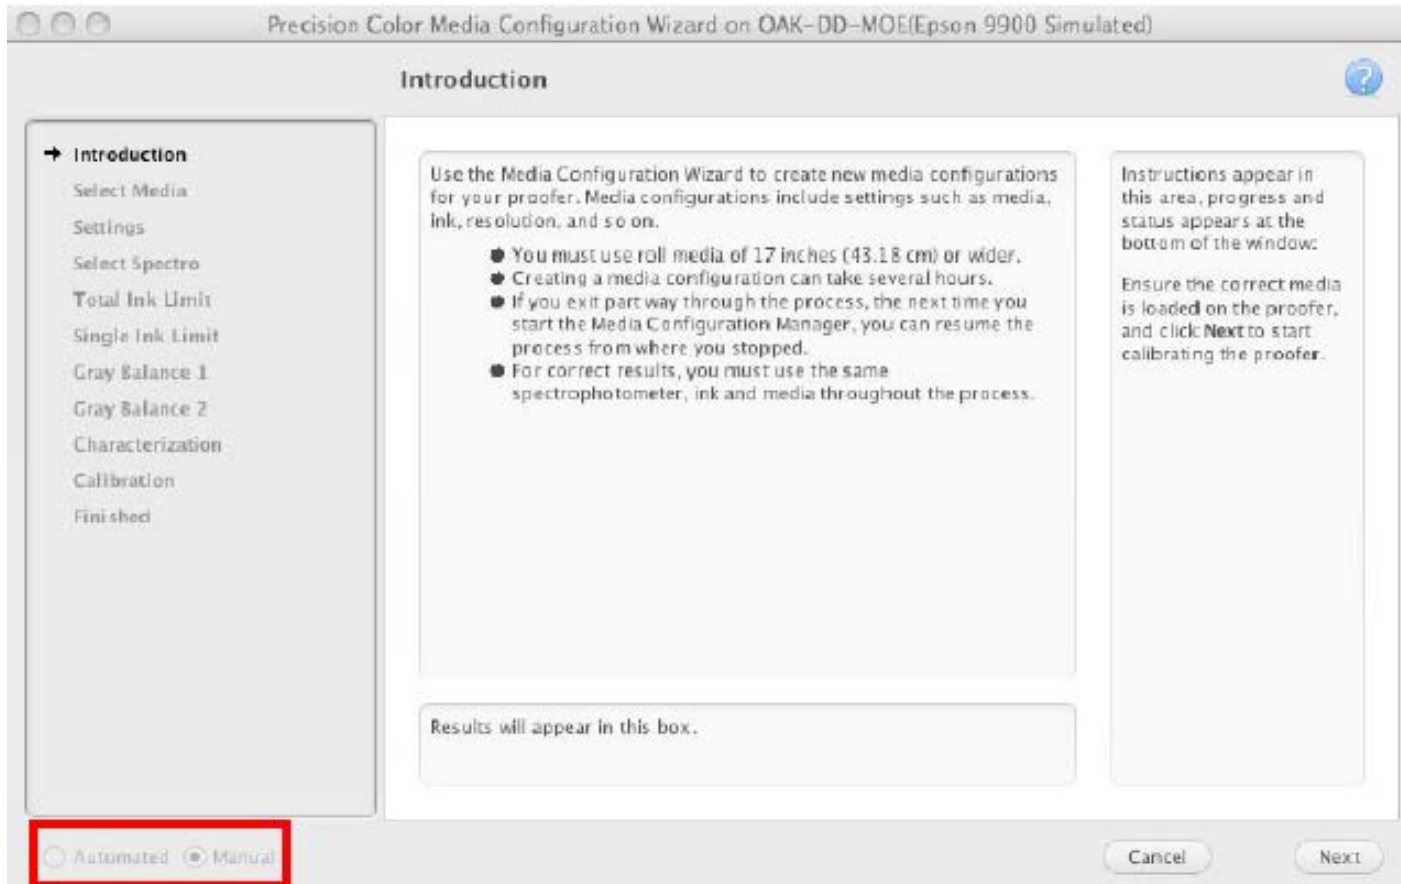 Precision Color Media Configuration Wizard on OAK-DD-MOE(Epson 9900 Simulated)
Introduction
?
Introduction
Select Media
Settings
Select Spectro
Total Ink Limit
Single Ink Limit
Gray Balance 1
Gray Balance 2
Characterization
Calibration
Finished
Use the Media Configuration Wizard to create new media configurations
for your proofer. Media configurations include settings such as media,
ink, resolution, and so on.
You must use roll media of 17 inches (43.18 cm) or wider.
Creating a media configuration can take several hours.
If you exit part way through the process, the next time you
start the Media Configuration Manager, you can resume the
process from where you stopped.
For correct results, you must use the same
spectrophotometer, ink and media throughout the process.
Results will appear in this box.
Instructions appear in
this area, progress and
status appears at the
bottom of the window:
Ensure the correct media
is loaded on the proofer,
and click Next to start
calibrating the proofer.
Automated Manual
Cancel Next